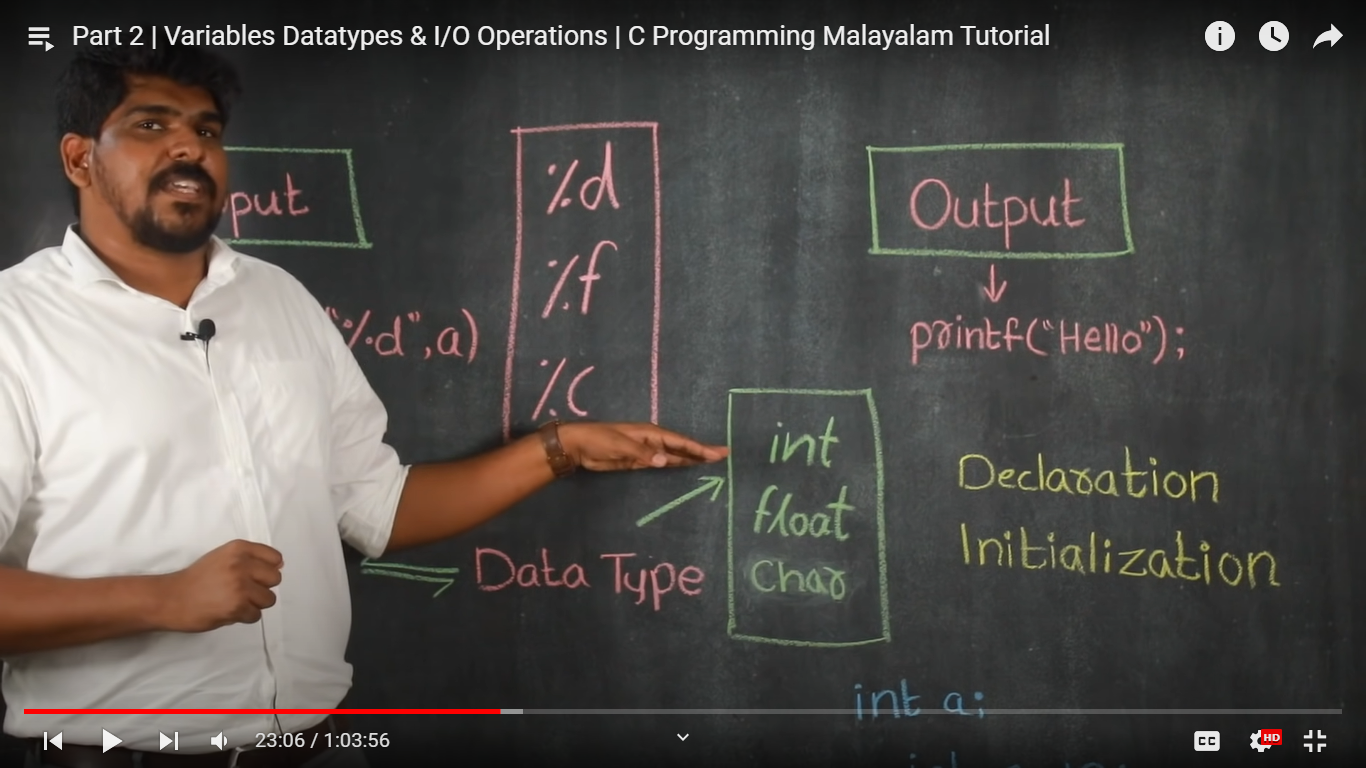 Part 2 | Variables Datatypes & I/O Operations | C Programming Malayalam Tutorial
put
"%d",a)
%d
%f
%c
Output
printf("Hello");
int
float
char
Data Type
Declaration
Initialization
int a;
23:06 / 1:03:56
CC
HD